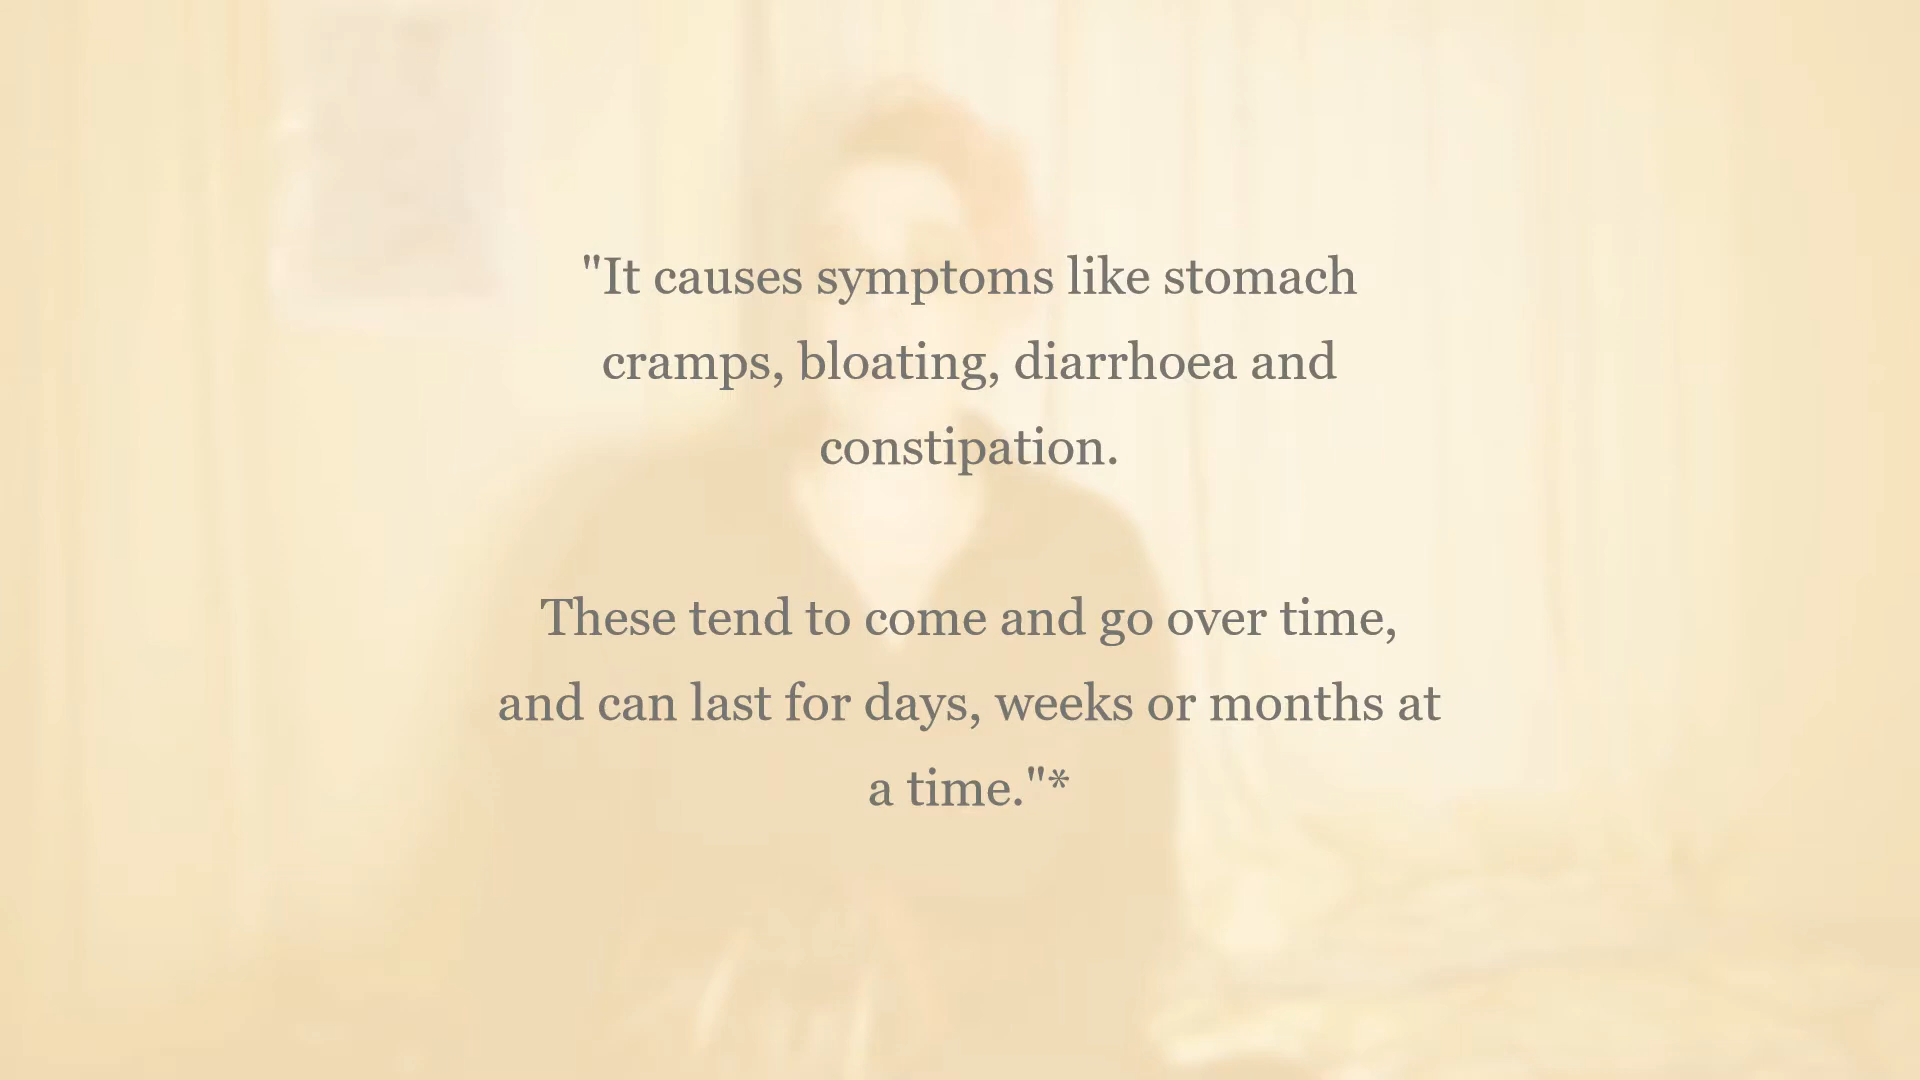 "It causes symptoms like stomach
cramps, bloating, diarrhoea and
constipation.
These tend to come and go over time,
and can last for days, weeks or months at
a time."*